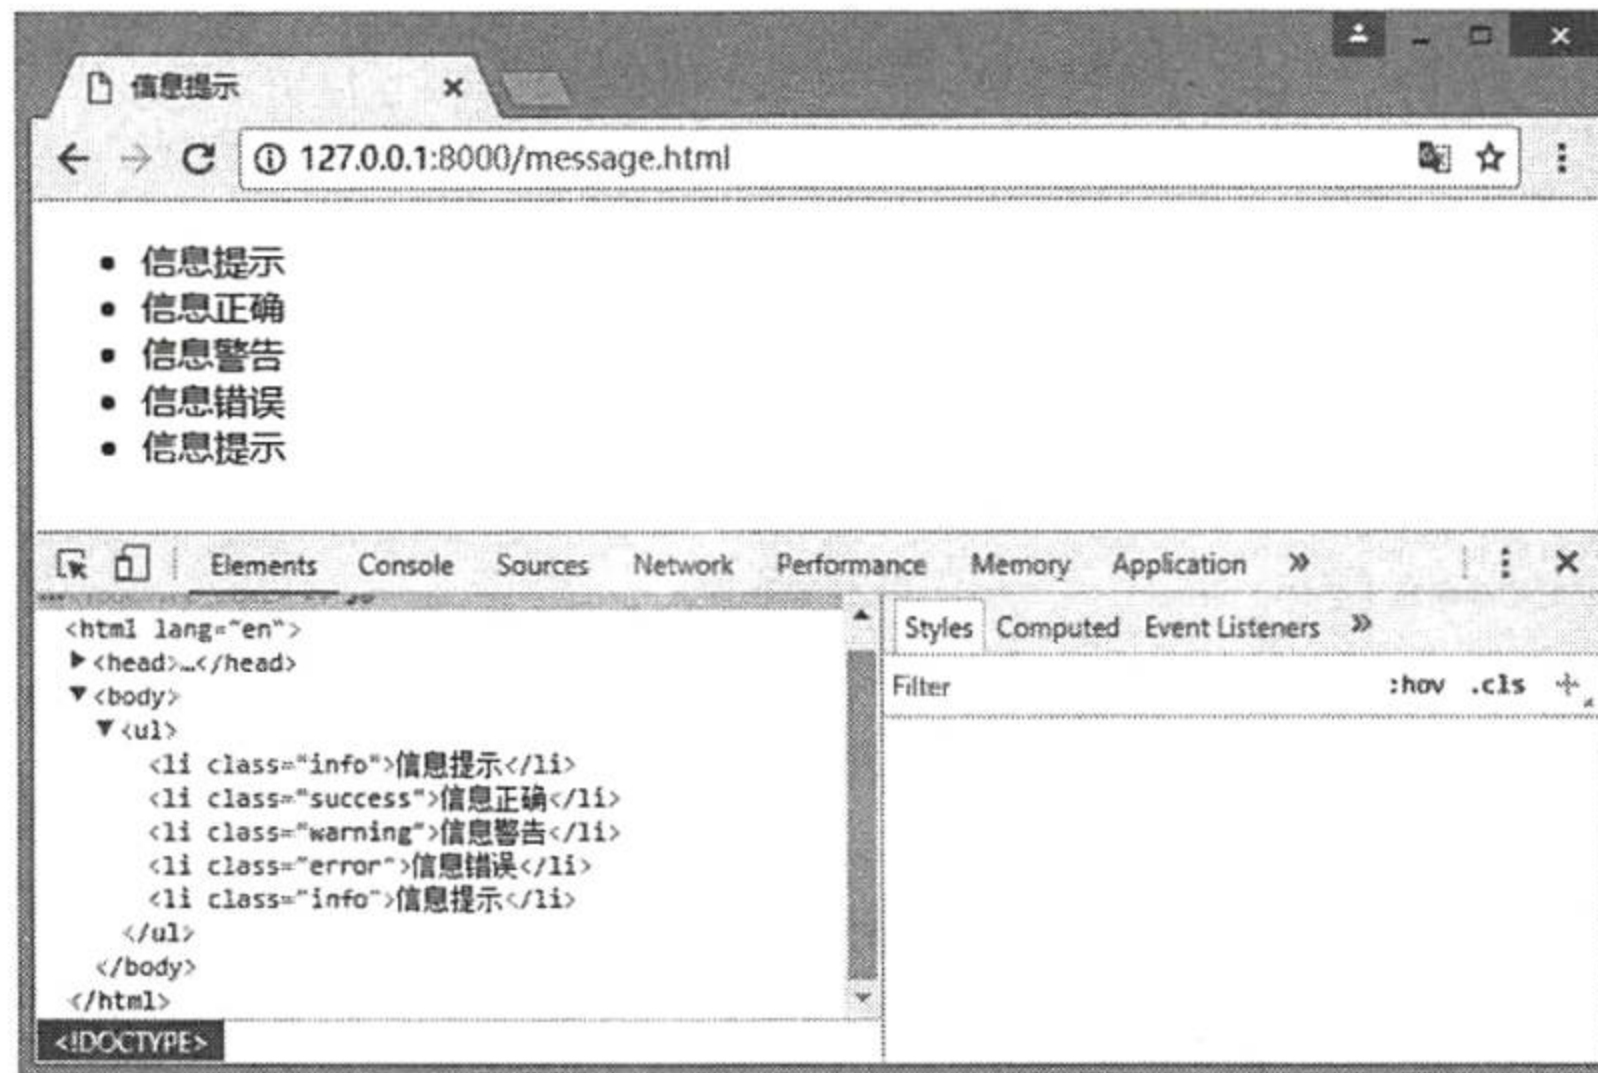 信息提示
127.0.0.1:8000/message.html
信息提示
信息正确
信息警告
信息错误
信息提示
Elements Console Sources Network Performance Memory Application »
<html lang="en">
<head>…</head>
<body>
<ul>
<li class="info">信息提示</li>
<li class="success">信息正确</li>
<li class="warning">信息警告</li>
<li class="error">信息错误</li>
<li class="info">信息提示</li>
</ul>
</body>
</html>
<!DOCTYPE>
Styles Computed Event Listeners »
Filter :hov .cls +